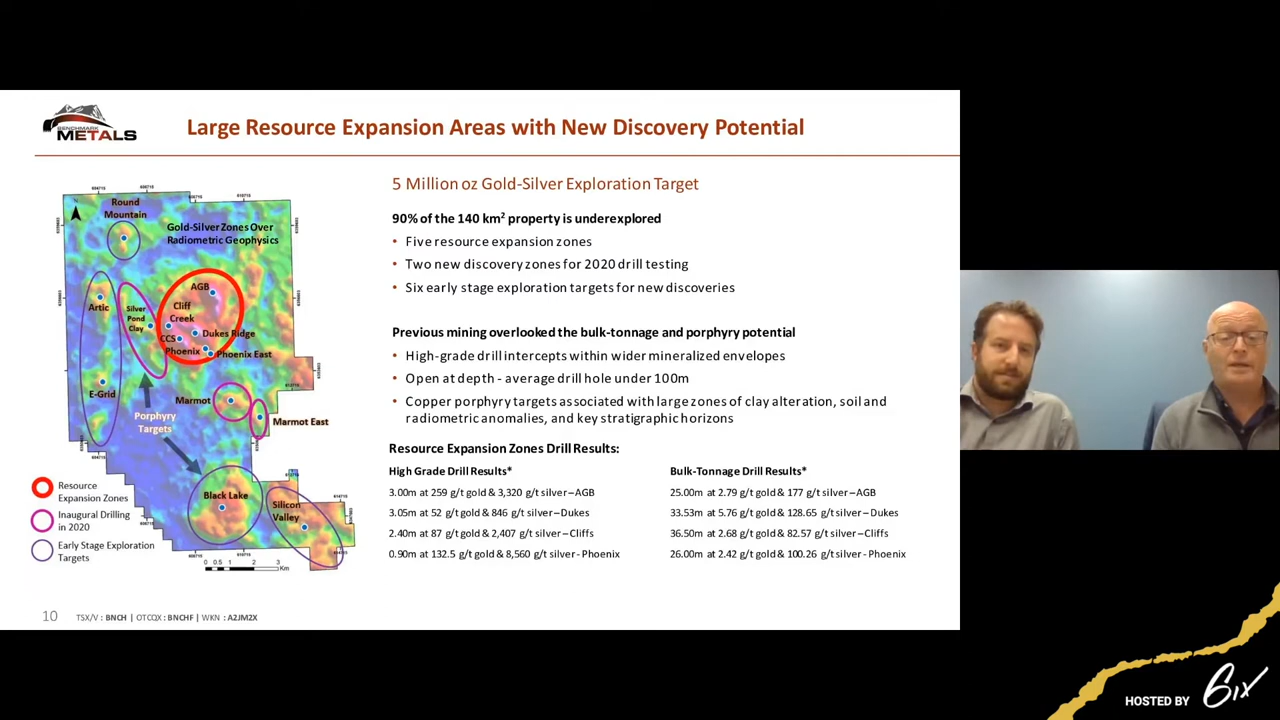 BENCHMARK
METALS
Large Resource Expansion Areas with New Discovery Potential
5 Million oz Gold-Silver Exploration Target
90% of the 140 km² property is underexplored
• Five resource expansion zones
• Two new discovery zones for 2020 drill testing
• Six early stage exploration targets for new discoveries
Previous mining overlooked the bulk-tonnage and porphyry potential
• High-grade drill intercepts within wider mineralized envelopes
• Open at depth - average drill hole under 100m
• Copper porphyry targets associated with large zones of clay alteration, soil and
radiometric anomalies, and key stratigraphic horizons
Resource Expansion Zones Drill Results:
High Grade Drill Results*
3.00m at 259 g/t gold & 3,320 g/t silver – AGB
3.05m at 52 g/t gold & 846 g/t silver – Dukes
2.40m at 87 g/t gold & 2,407 g/t silver – Cliffs
0.90m at 132.5 g/t gold & 8,560 g/t silver - Phoenix
Bulk-Tonnage Drill Results*
25.00m at 2.79 g/t gold & 177 g/t silver – AGB
33.53m at 5.76 g/t gold & 128.65 g/t silver – Dukes
36.50m at 2.68 g/t gold & 82.57 g/t silver – Cliffs
26.00m at 2.42 g/t gold & 100.26 g/t silver - Phoenix
Round
Mountain
Gold-Silver Zones Over
Radiometric Geophysics
AGB
Artic
Silver
Pond
Clay
Cliff
Creek
CCS
Dukes Ridge
Phoenix
Phoenix East
E-Grid
Marmot
Marmot East
Porphyry
Targets
Black Lake
Silicon
Valley
Resource
Expansion Zones
Inaugural Drilling
in 2020
Early Stage Exploration
Targets
0 0.5 1 2 3
Km
10
TSX/V : BNCH | OTCQX : BNCHF | WKN : A2JM2X
HOSTED BY 6ix